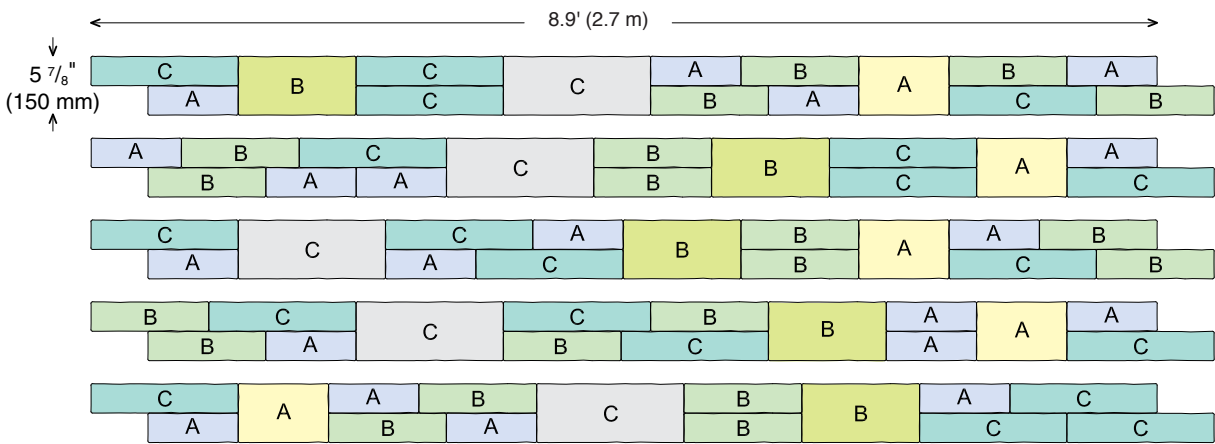 8.9' (2.7 m)
5 7/8"
(150 mm)
C B C C A B A B A
A C B A C B
A B C C B B C A A
B A A B C C
C C C A B B A A B
A A C B C B
B C C C B B A A A
B A B C A C
C A A B C B B A C
A B A B C C